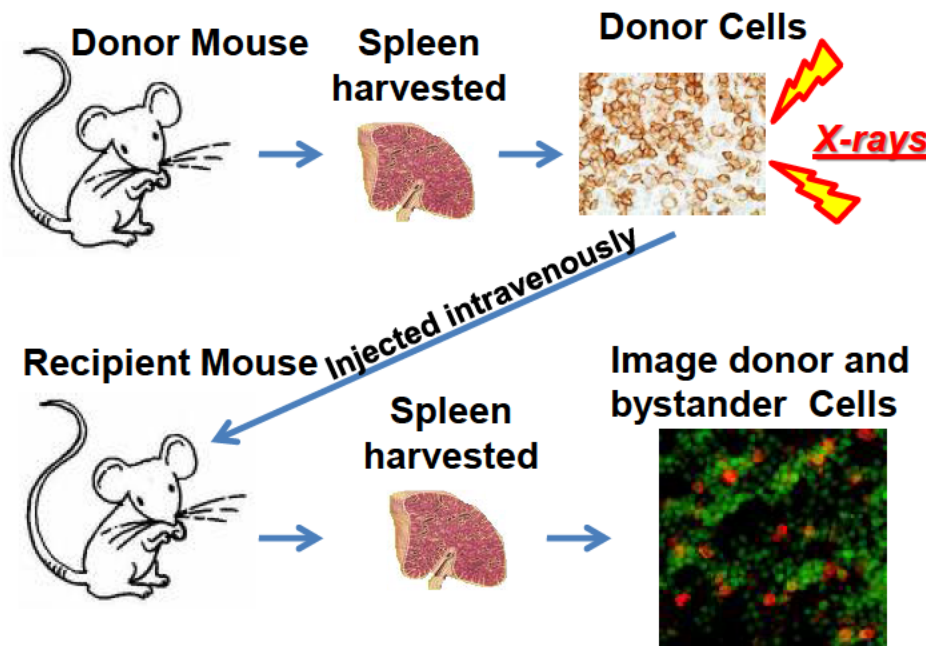 Donor Mouse
Spleen
harvested
Donor Cells
X-rays
Injected intravenously
Recipient Mouse
Spleen
harvested
Image donor and
bystander Cells